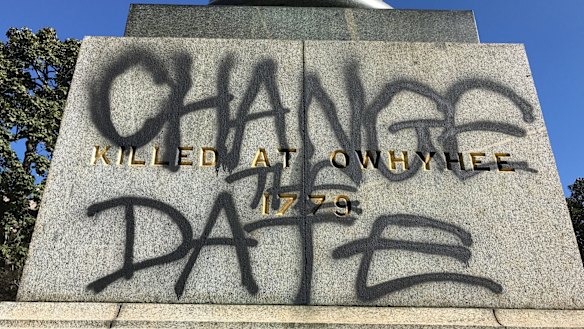 CHANGE
KILLED AT OWHYHEE
THE
1779
DATE